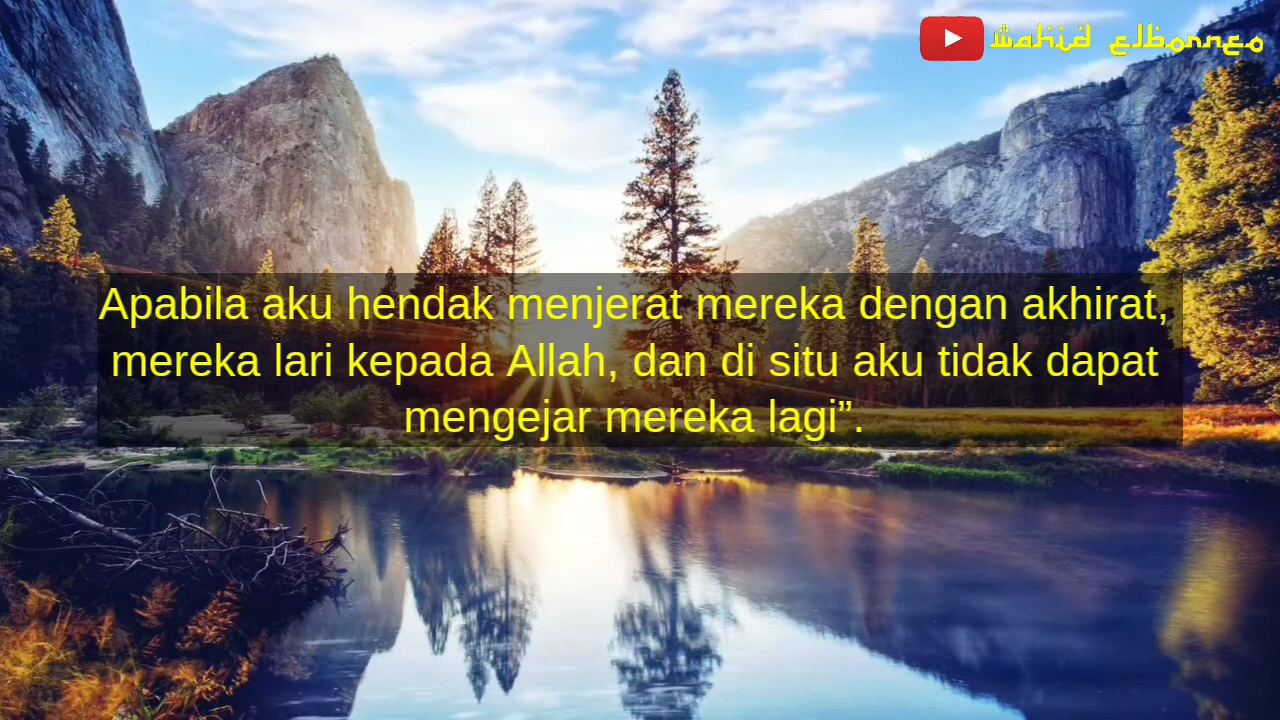 Wahid Elborneo
Apabila aku hendak menjerat mereka dengan akhirat,
mereka lari kepada Allah, dan di situ aku tidak dapat
mengejar mereka lagi”.